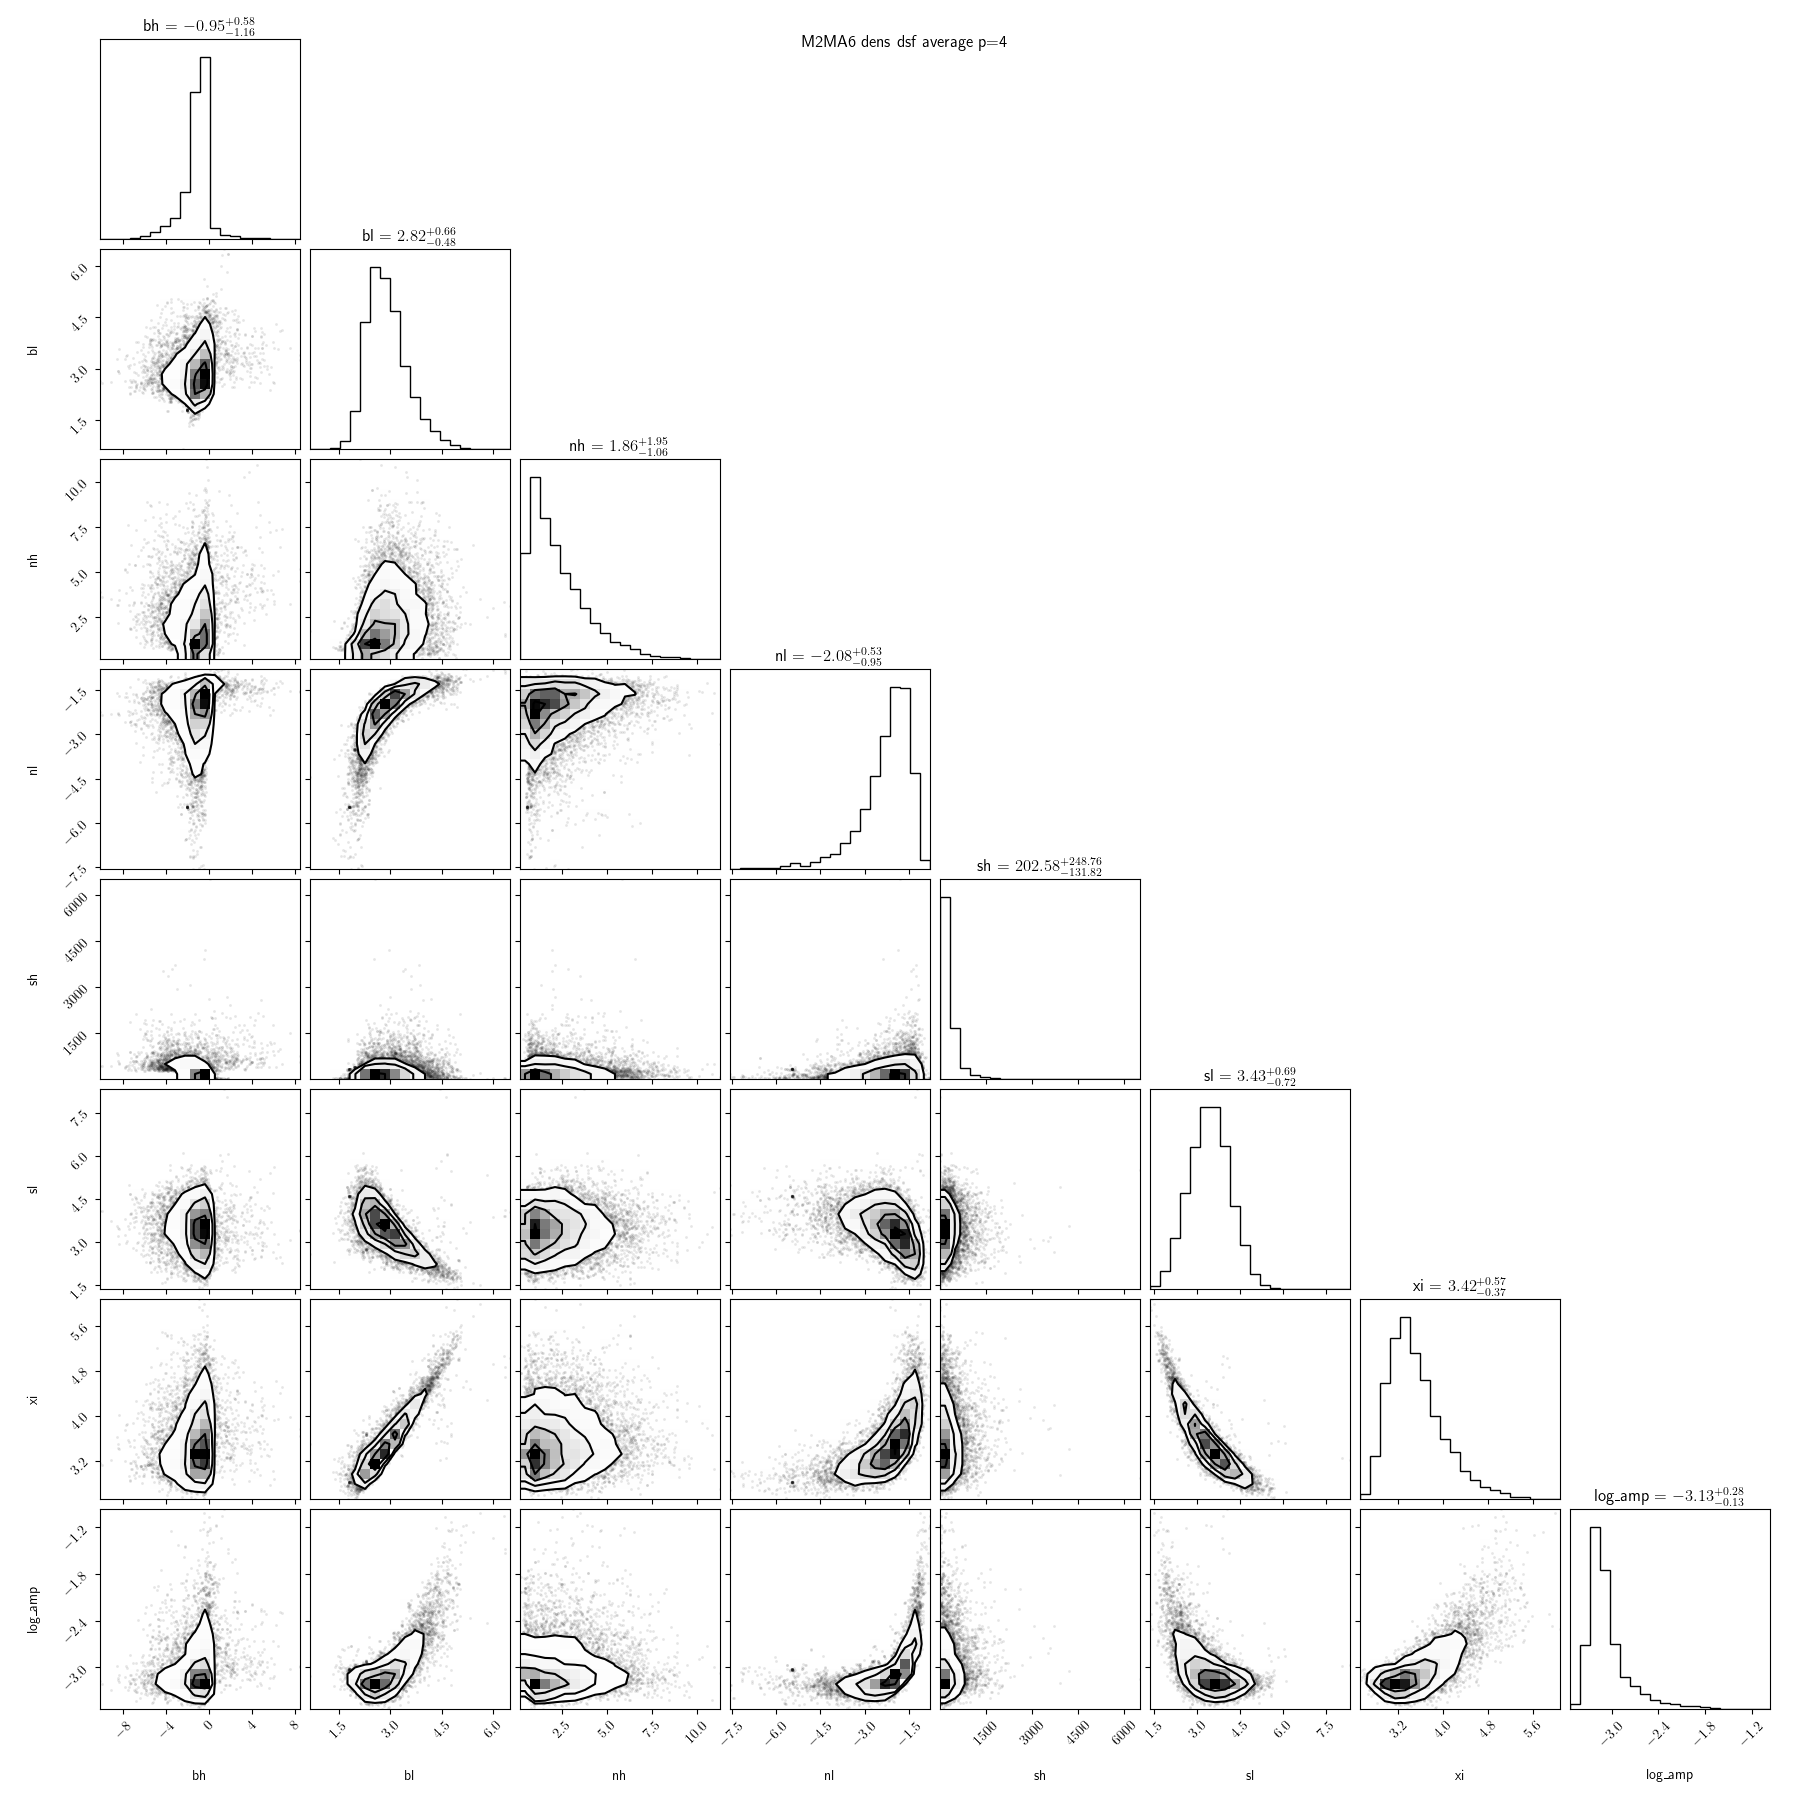 bh = −0.95 +0.58 −1.16
M2MA6 dens dsf average p=4
bl = 2.82 +0.66 −0.48
6.0
4.5
bl
3.0
1.5
nh = 1.86 +1.95 −1.06
10.0
7.5
nh
5.0
2.5
nl = −2.08 +0.53 −0.95
−1.5
−3.0
nl
−4.5
−6.0
−7.5
sh = 202.58 +248.76 −131.82
6000
4500
sh
3000
1500
sl = 3.43 +0.69 −0.72
7.5
6.0
sl
4.5
3.0
1.5
xi = 3.42 +0.57 −0.37
5.6
4.8
xi
4.0
3.2
log_amp = −3.13 +0.28 −0.13
−1.2
−1.8
log_amp
−2.4
−3.0
−8 −4 0 4 8 1.5 3.0 4.5 6.0 2.5 5.0 7.5 10.0 −7.5 −6.0 −4.5 −3.0 −1.5 1500 3000 4500 6000 1.5 3.0 4.5 6.0 7.5 3.2 4.0 4.8 5.6 −3.0 −2.4 −1.8 −1.2
bh bl nh nl sh sl xi log_amp